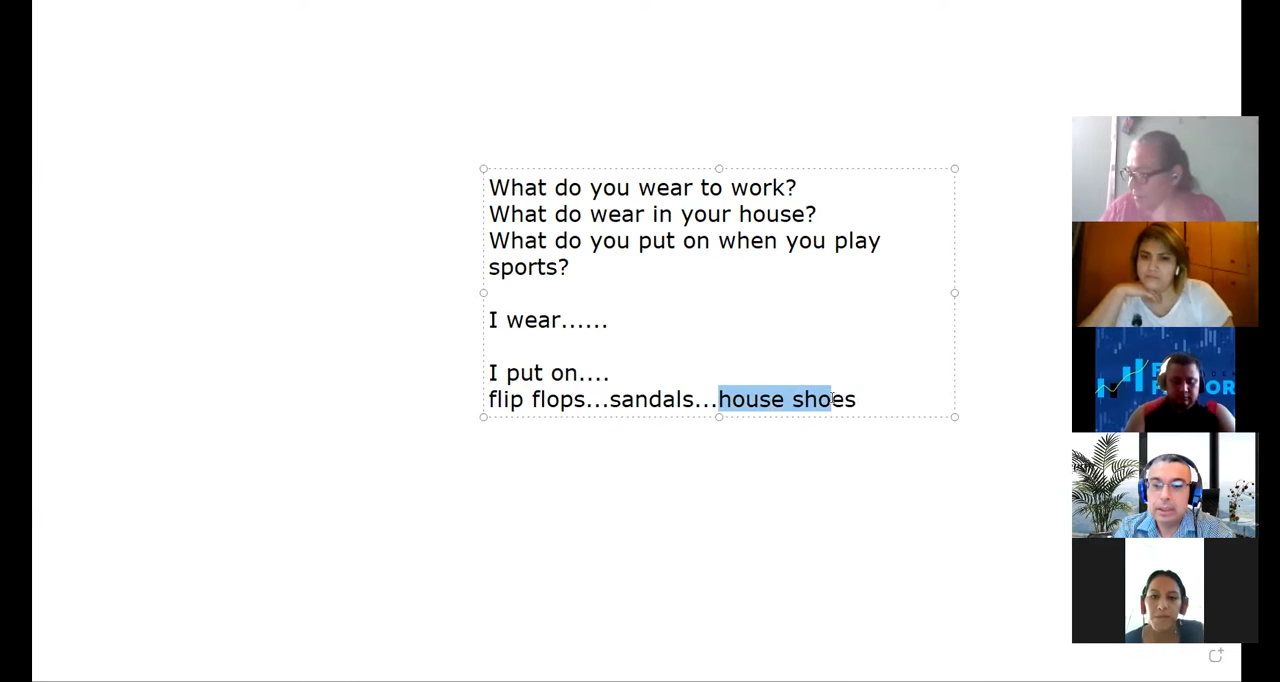 What do you wear to work?
What do wear in your house?
What do you put on when you play
sports?
I wear......
I put on....
flip flops...sandals...house shoes